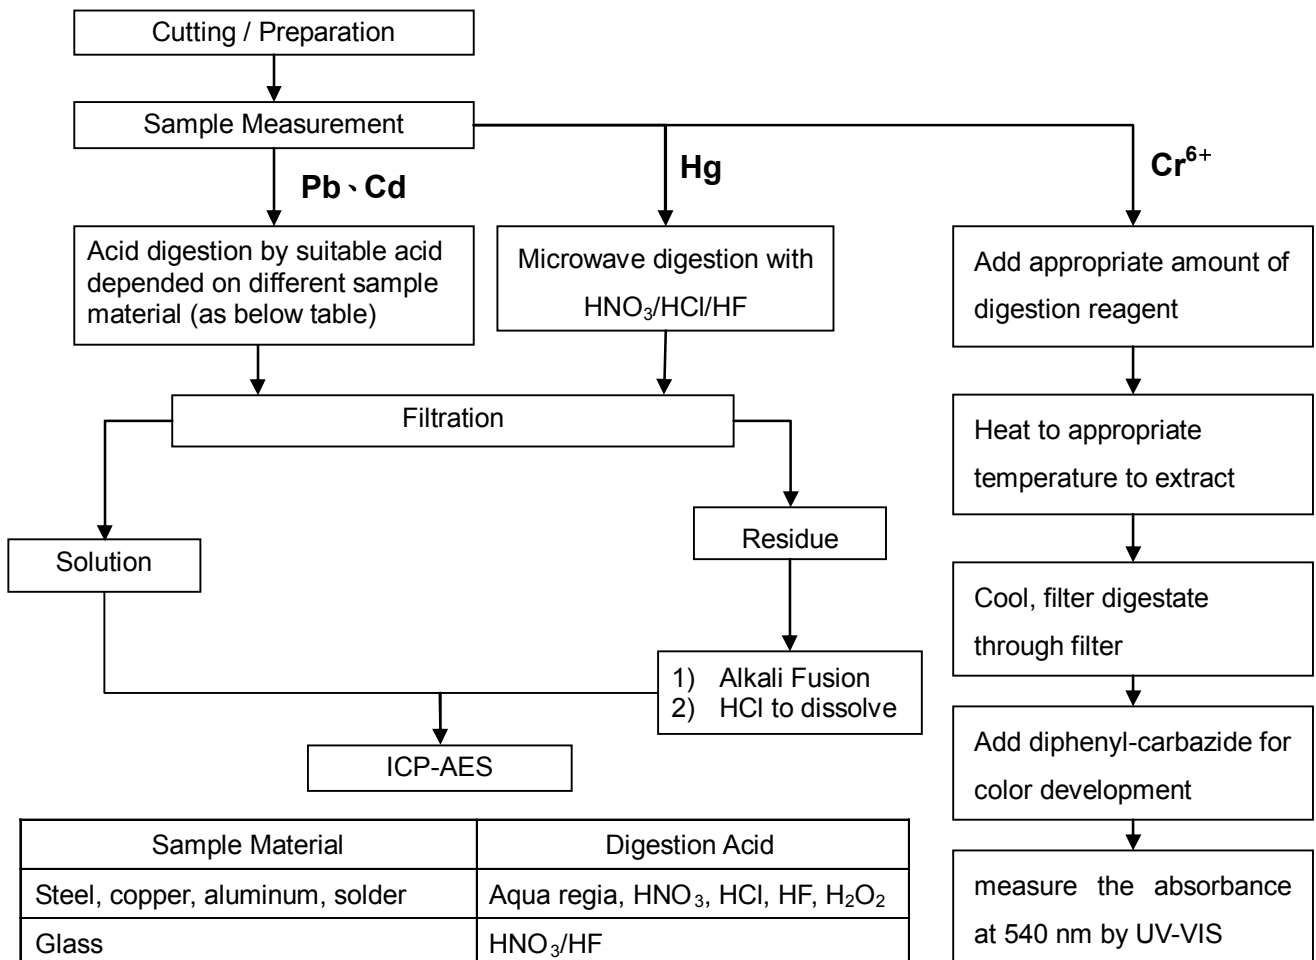 Cutting / Preparation
Sample Measurement
Pb、Cd
Hg
Cr⁶⁺
Acid digestion by suitable acid
depended on different sample
material (as below table)
Microwave digestion with
HNO₃/HCl/HF
Add appropriate amount of
digestion reagent
Filtration
Heat to appropriate
temperature to extract
Solution
Residue
Cool, filter digestate
through filter
1) Alkali Fusion
2) HCl to dissolve
ICP-AES
Add diphenyl-carbazide for
color development
measure the absorbance
at 540 nm by UV-VIS
Sample Material Digestion Acid
Steel, copper, aluminum, solder Aqua regia, HNO₃, HCl, HF, H₂O₂
Glass HNO₃/HF